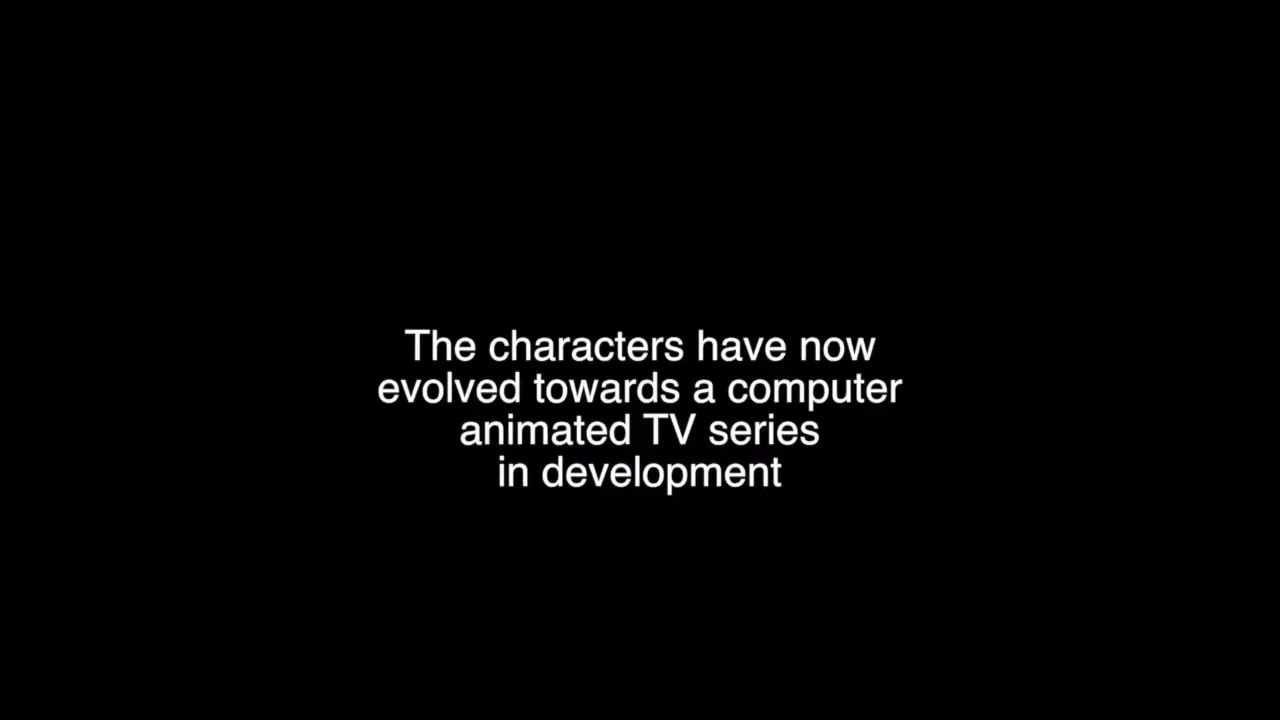 The characters have now
evolved towards a computer
animated TV series
in development